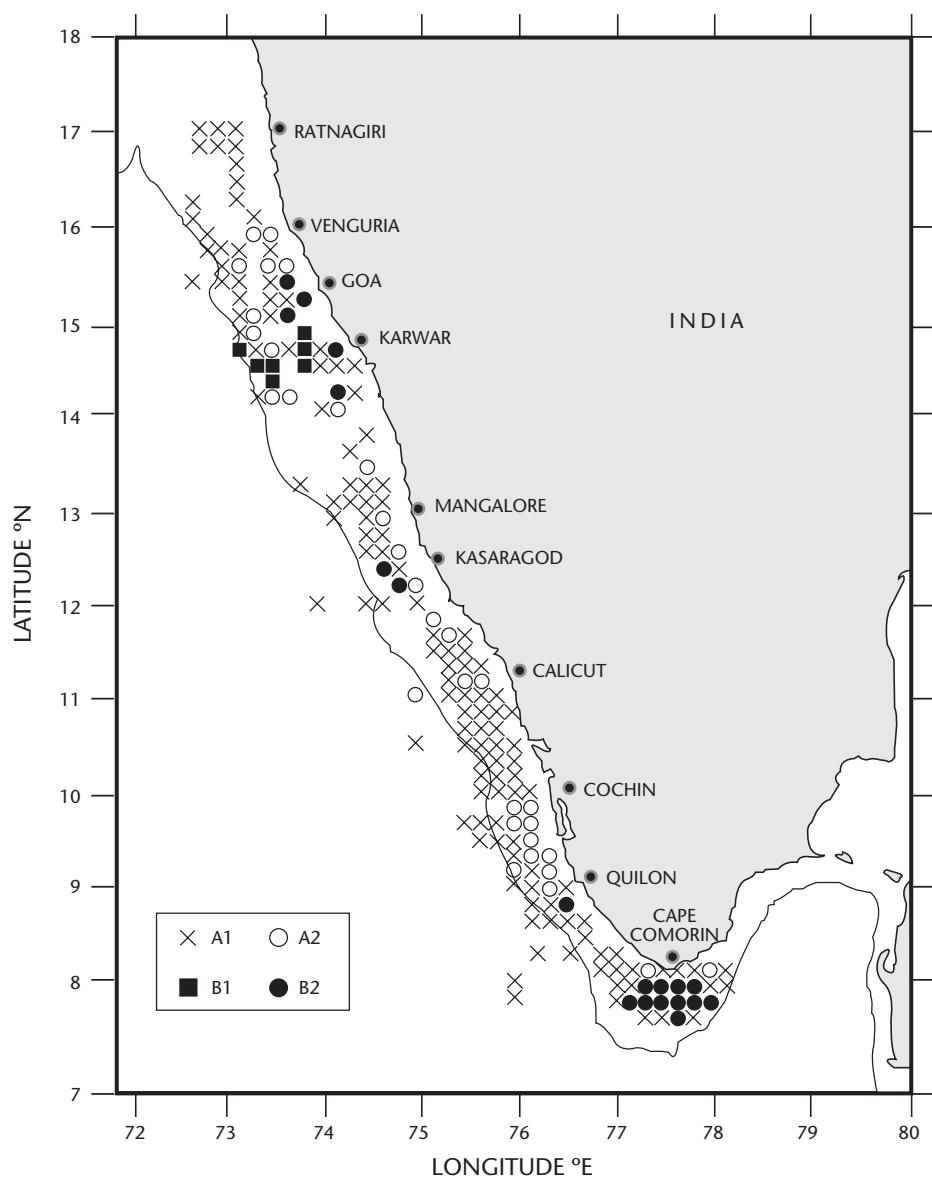 18
17
16
15
14
13
12
11
10
9
8
7
LATITUDE ºN
RATNAGIRI
VENGURIA
GOA
KARWAR
INDIA
MANGALORE
KASARAGOD
CALICUT
COCHIN
QUILON
CAPE
COMORIN
A1 A2
B1 B2
72 73 74 75 76 77 78 79 80
LONGITUDE ºE